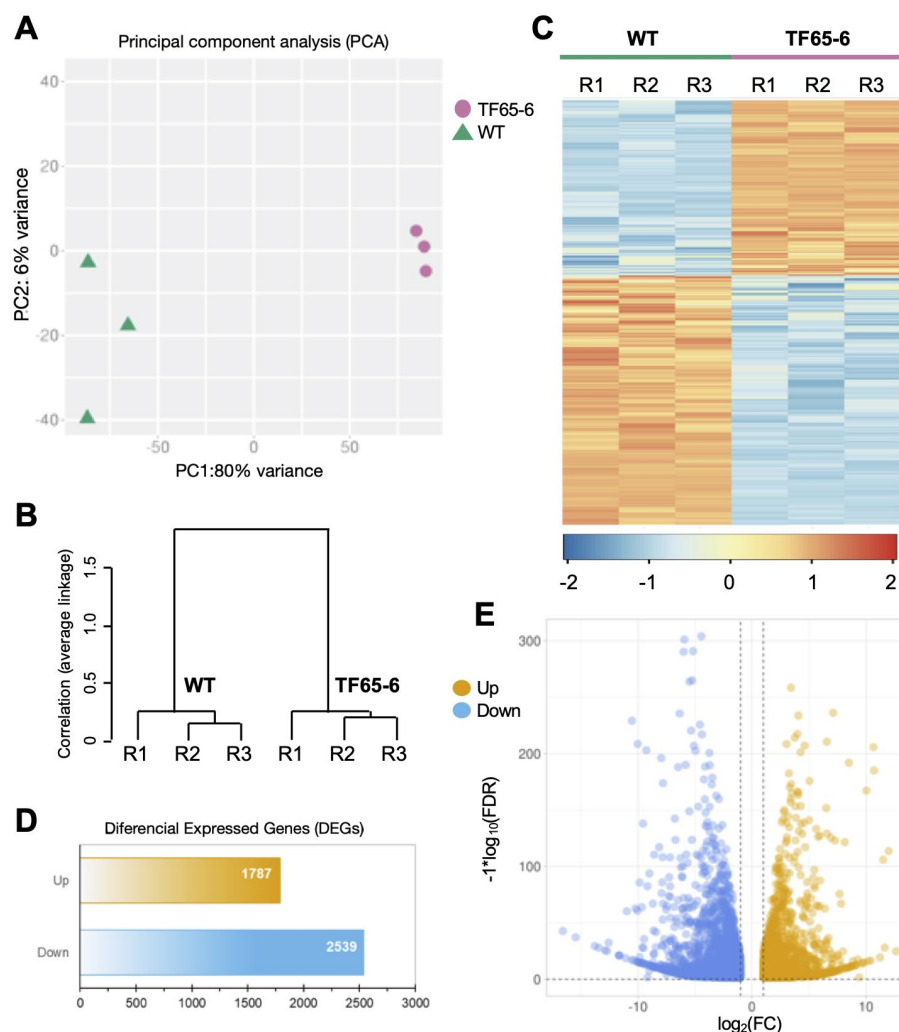 A
Principal component analysis (PCA)
40
20
0
-20
-40
PC2: 6% variance
-50 0 50
PC1:80% variance
TF65-6
WT
B
Correlation (average linkage)
1.5
1.0
0.5
0
WT TF65-6
R1 R2 R3 R1 R2 R3
C
WT TF65-6
R1 R2 R3 R1 R2 R3
-2 -1 0 1 2
D
Diferencial Expressed Genes (DEGs)
Up 1787
Down 2539
0 500 1000 1500 2000 2500 3000
E
Up
Down
300
200
100
0
-1*log₁₀(FDR)
-10 0 10
log₂(FC)